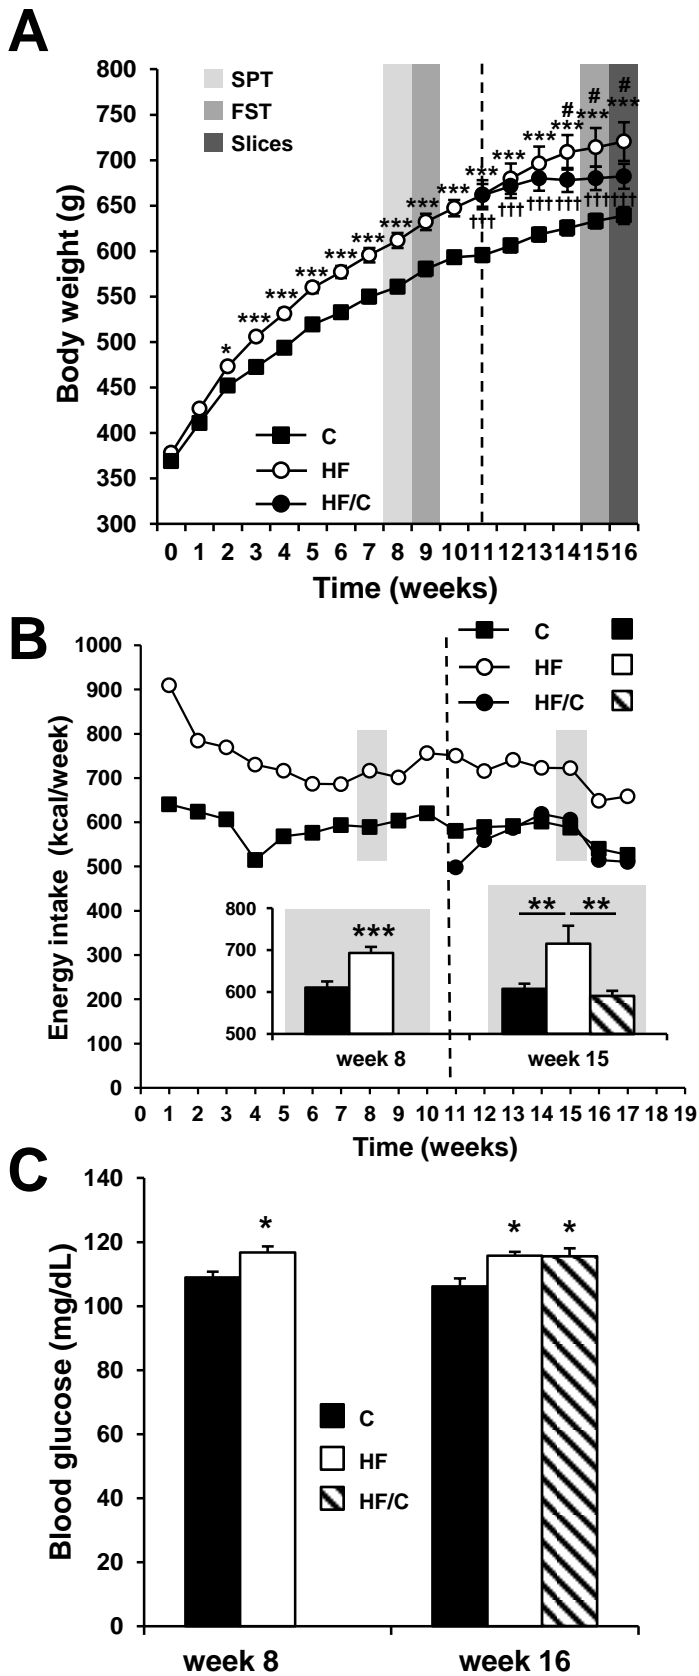 A
800
750
700
650
600
550
500
450
400
350
300
Body weight (g)
SPT
FST
Slices
* *** *** *** *** *** *** *** *** *** *** *** *** *** ***
# # #
††† ††† ††† ††† ††† †††
C
HF
HF/C
0 1 2 3 4 5 6 7 8 9 10 11 12 13 14 15 16
Time (weeks)
B
1000
900
800
700
600
500
400
300
200
100
0
Energy intake (kcal/week)
C
HF
HF/C
800
700
600
500
***
** **
week 8
week 15
0 1 2 3 4 5 6 7 8 9 10 11 12 13 14 15 16 17 18 19
Time (weeks)
C
140
120
100
80
60
40
20
0
Blood glucose (mg/dL)
* * *
C
HF
HF/C
week 8
week 16